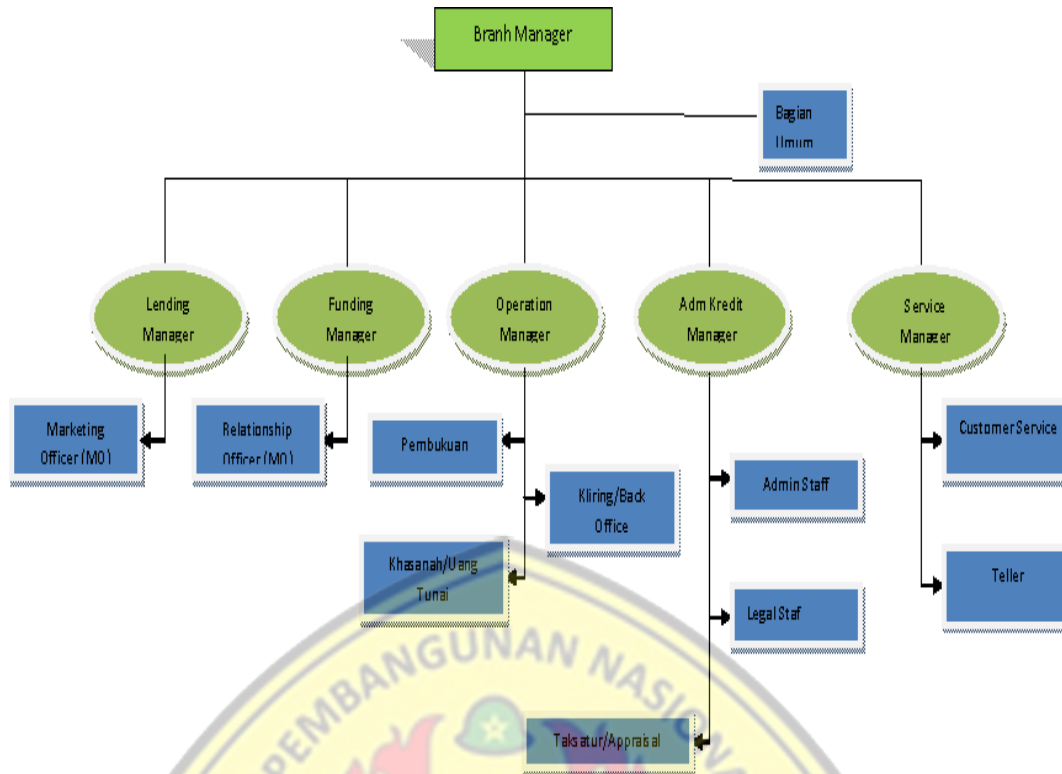 Branh Manager
Bagian
Umum
Lending
Manager
Funding
Manager
Operation
Manager
Adm Kredit
Manager
Service
Manager
Marketing
Officer (MO)
Relationship
Officer (MO)
Pembukuan
Customer Service
Admin Staff
Kliring/Back
Office
Khasanah/Uang
Tunai
Teller
Legal Staf
PEMBANGUNAN NASIONA
Taksatur/Appraisal